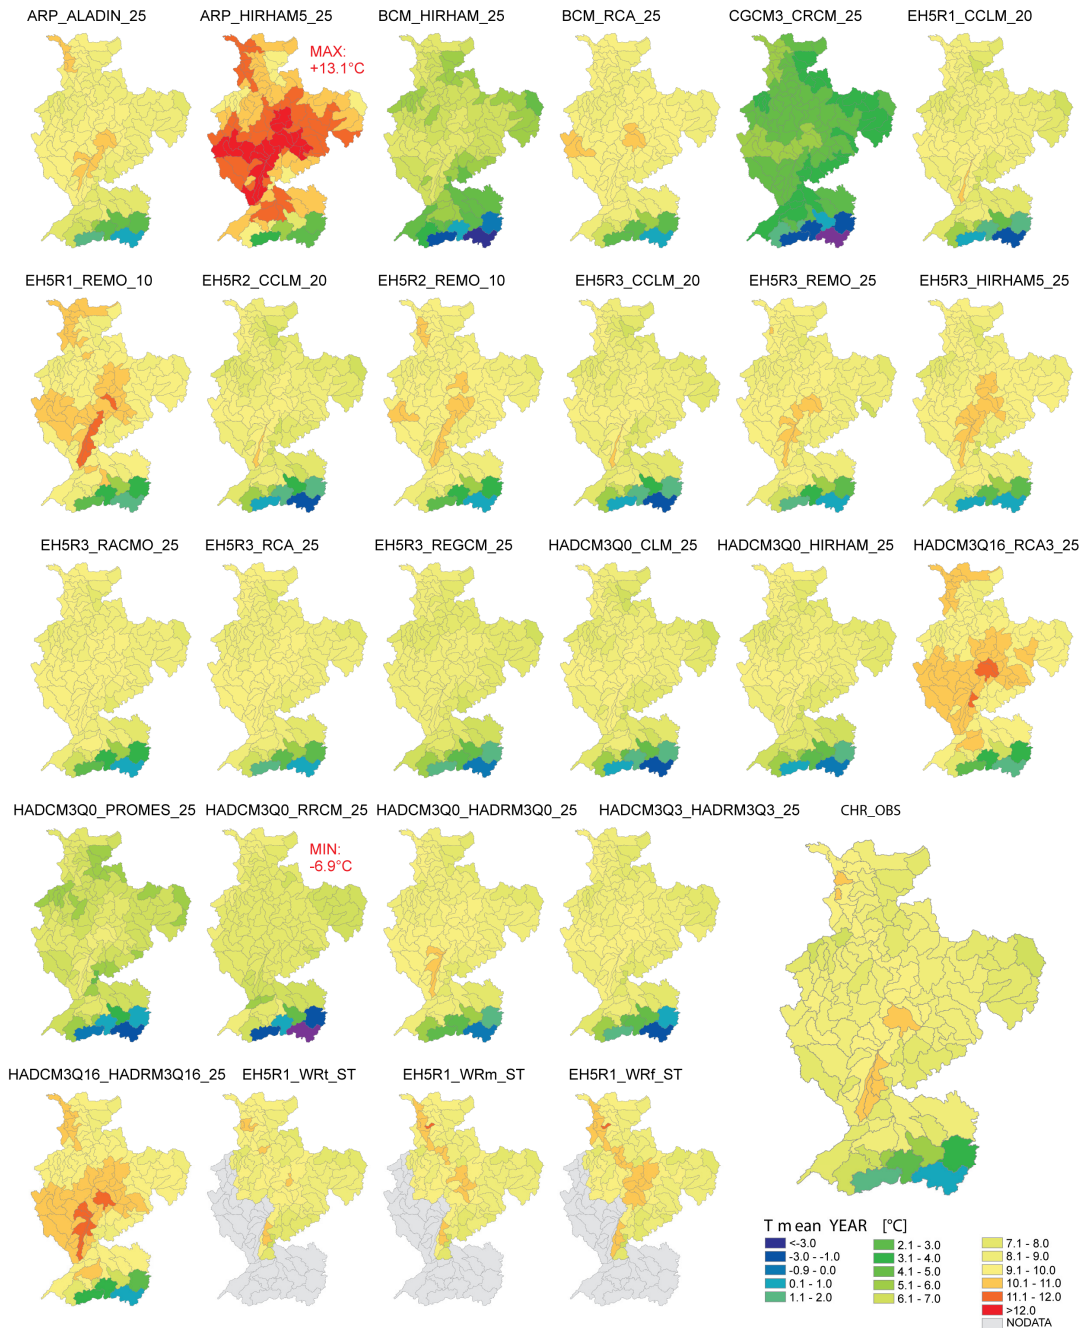 ARP_ALADIN_25
ARP_HIRHAM5_25
BCM_HIRHAM_25
BCM_RCA_25
CGCM3_CRCM_25
EH5R1_CCLM_20
MAX:
+13.1°C
EH5R1_REMO_10
EH5R2_CCLM_20
EH5R2_REMO_10
EH5R3_CCLM_20
EH5R3_REMO_25
EH5R3_HIRHAM5_25
EH5R3_RACMO_25
EH5R3_RCA_25
EH5R3_REGCM_25
HADCM3Q0_CLM_25
HADCM3Q0_HIRHAM_25
HADCM3Q16_RCA3_25
HADCM3Q0_PROMES_25
HADCM3Q0_RRCM_25
HADCM3Q0_HADRM3Q0_25
HADCM3Q3_HADRM3Q3_25
CHR_OBS
MIN:
-6.9°C
HADCM3Q16_HADRM3Q16_25
EH5R1_WRt_ST
EH5R1_WRm_ST
EH5R1_WRf_ST
T mean YEAR [°C]
<-3.0
-3.0 - -1.0
-0.9 - 0.0
0.1 - 1.0
1.1 - 2.0
2.1 - 3.0
3.1 - 4.0
4.1 - 5.0
5.1 - 6.0
6.1 - 7.0
7.1 - 8.0
8.1 - 9.0
9.1 - 10.0
10.1 - 11.0
11.1 - 12.0
>12.0
NODATA